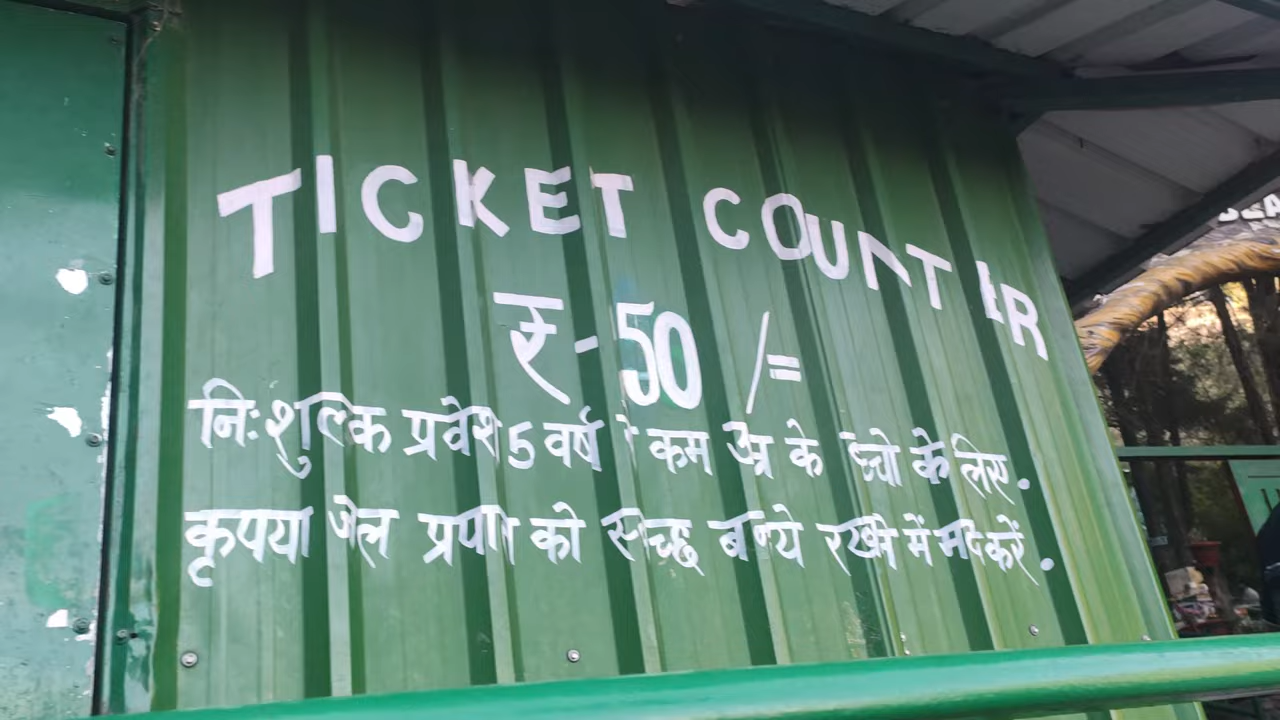 TICKET COUNTER
₹-50/=
निःशुल्क प्रवेश 5 वर्ष से कम उम्र के बच्चो के लिए.
कृपया जल प्रपात को स्वच्छ बनाये रखने में मदद करें.